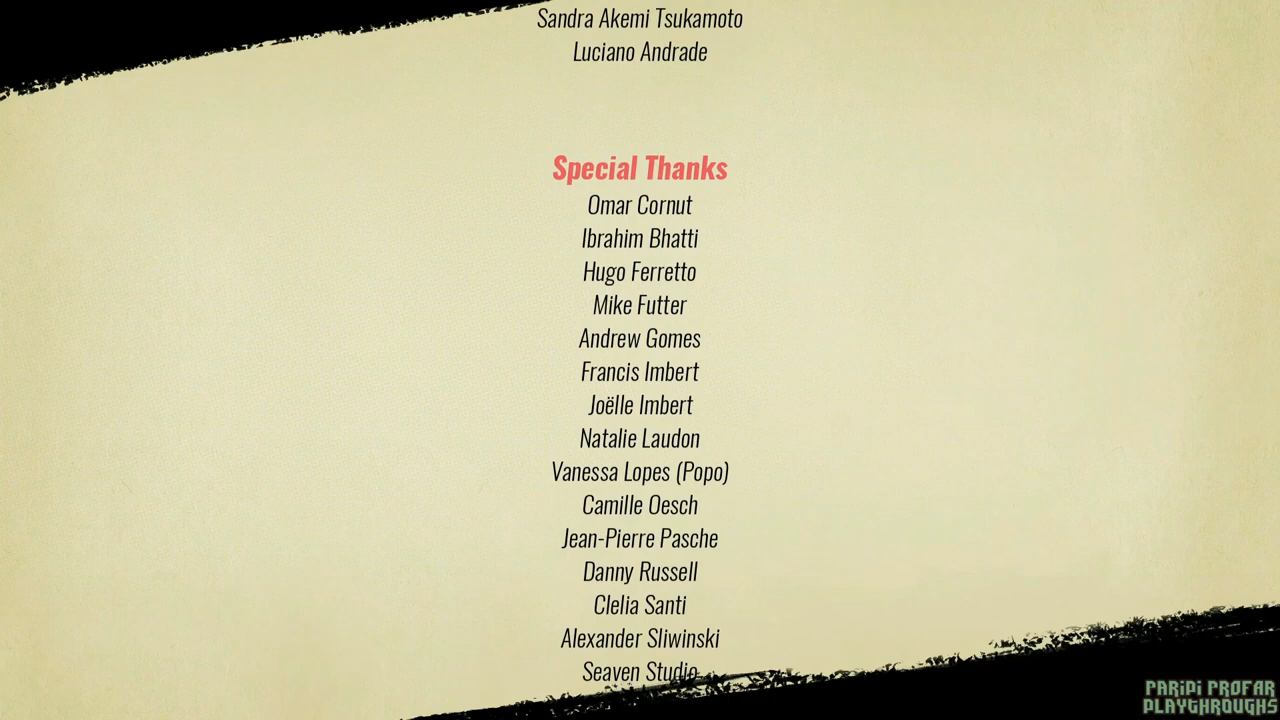 Sandra Akemi Tsukamoto
Luciano Andrade
Special Thanks
Omar Cornut
Ibrahim Bhatti
Hugo Ferretto
Mike Futter
Andrew Gomes
Francis Imbert
Joëlle Imbert
Natalie Laudon
Vanessa Lopes (Popo)
Camille Oesch
Jean-Pierre Pasche
Danny Russell
Clelia Santi
Alexander Sliwinski
Seaven Studio
PARIPI PROFAR
PLAYTHROUGHS